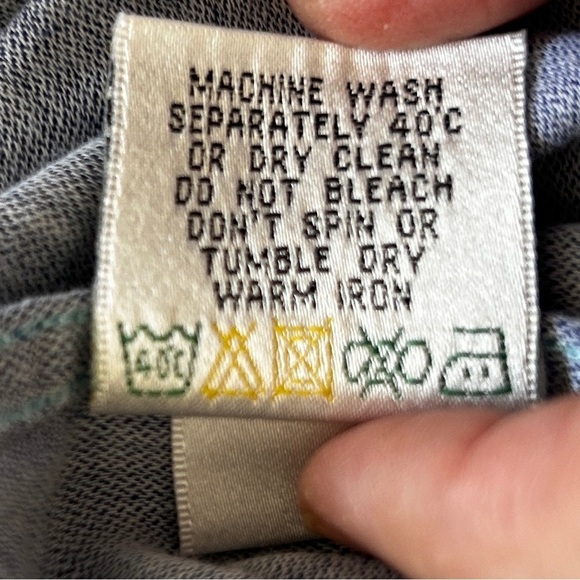 MACHINE WASH
SEPARATELY 40°C
OR DRY CLEAN
DO NOT BLEACH
DON'T SPIN OR
TUMBLE DRY
WARM IRON
40°C